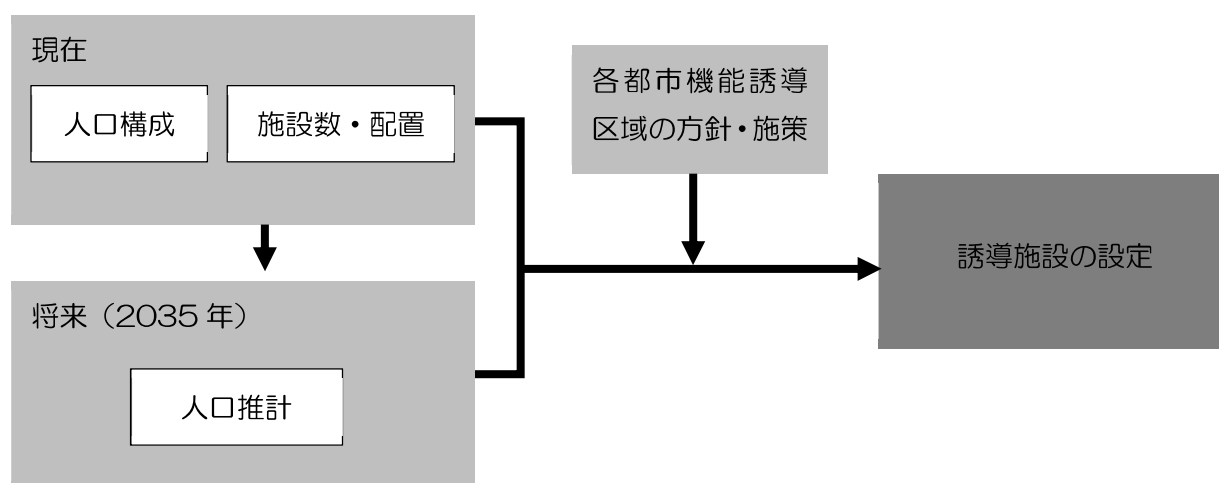 現在
人口構成
施設数・配置
将来（2035 年）
人口推計
各都市機能誘導
区域の方針・施策
誘導施設の設定